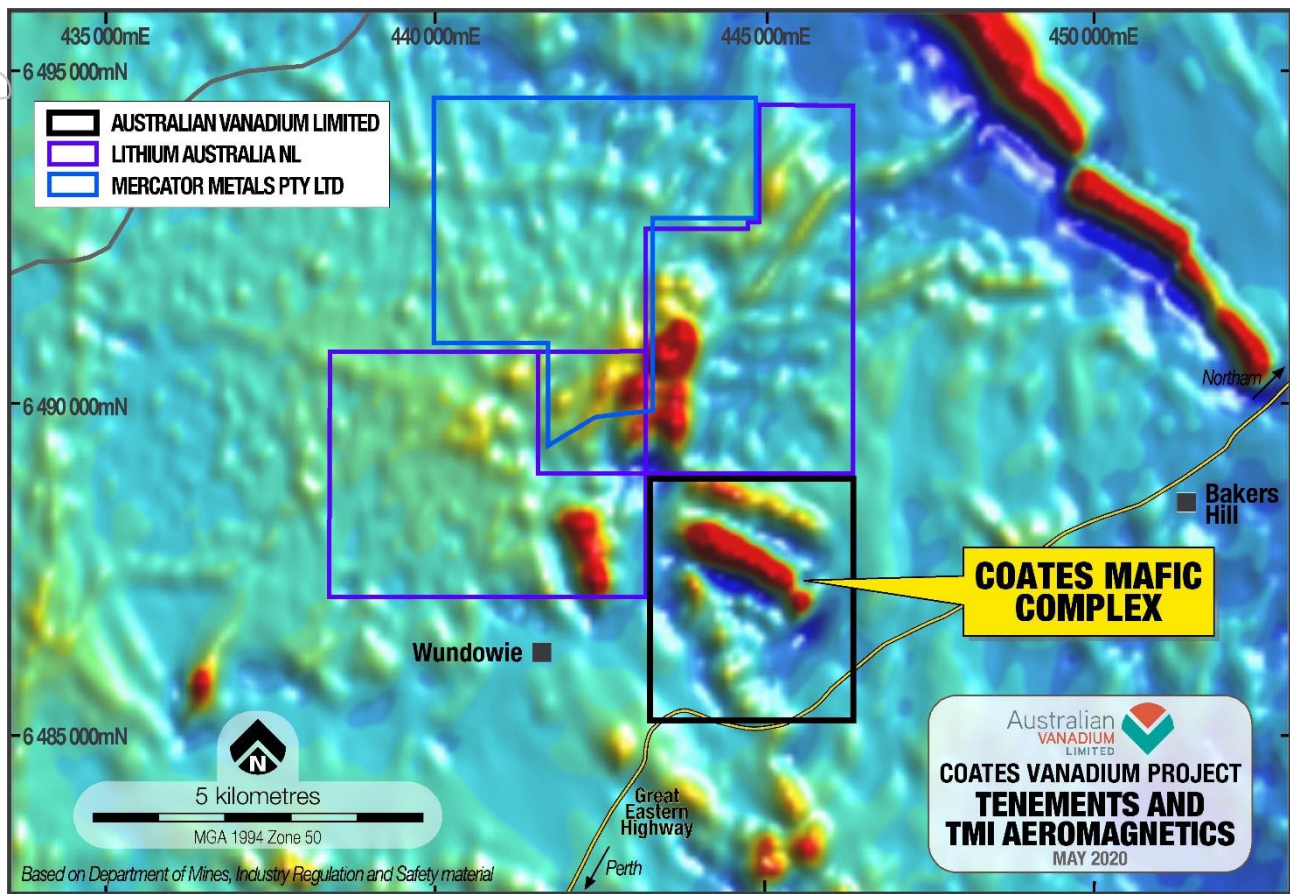 435 000mE
440 000mE
445 000mE
450 000mE
6 495 000mN
AUSTRALIAN VANADIUM LIMITED
LITHIUM AUSTRALIA NL
MERCATOR METALS PTY LTD
Northam
6 490 000mN
Bakers
Hill
COATES MAFIC
COMPLEX
Wundowie
6 485 000mN
N
5 kilometres
MGA 1994 Zone 50
Great
Eastern
Highway
Perth
Australian
VANADIUM
LIMITED
COATES VANADIUM PROJECT
TENEMENTS AND
TMI AEROMAGNETICS
MAY 2020
Based on Department of Mines, Industry Regulation and Safety material